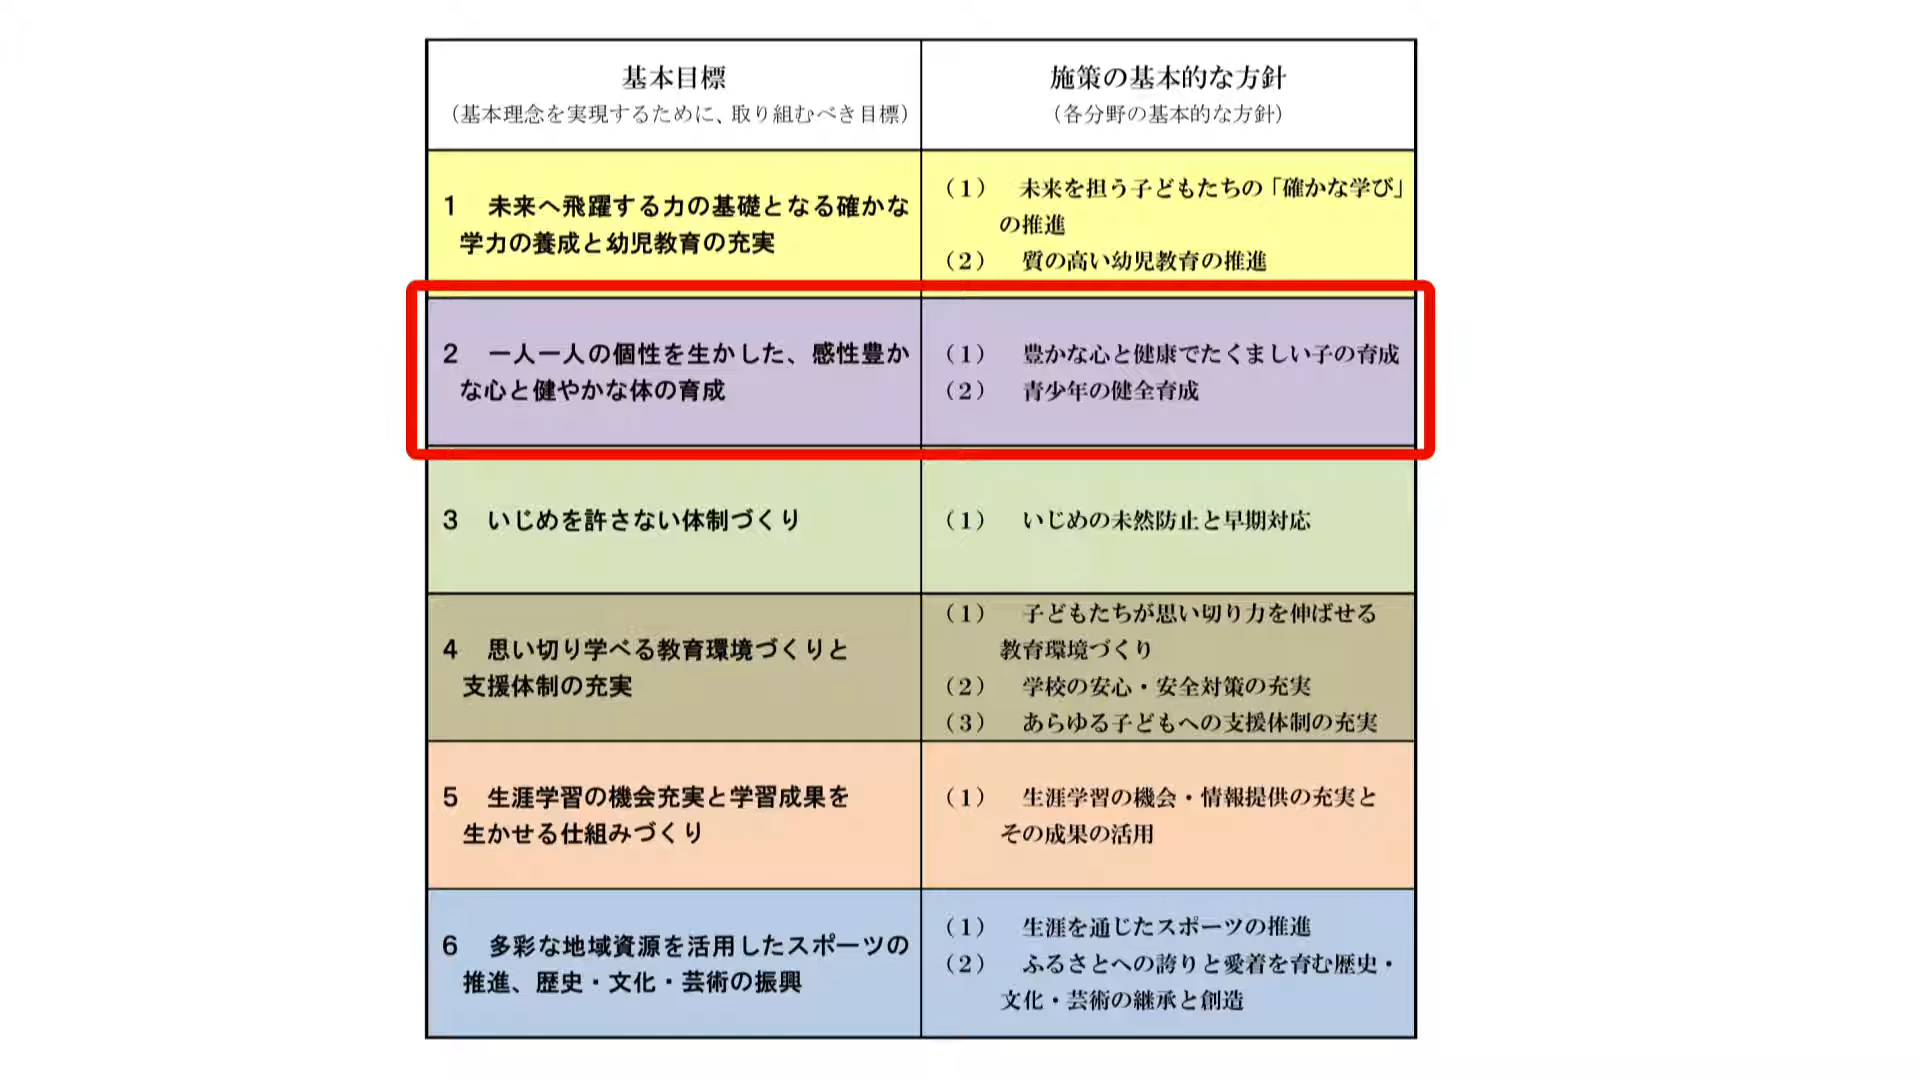 基本目標
（基本理念を実現するために、取り組むべき目標）
施策の基本的な方針
（各分野の基本的な方針）
1　未来へ飛躍する力の基礎となる確かな
学力の養成と幼児教育の充実
（1）　未来を担う子どもたちの「確かな学び」
の推進
（2）　質の高い幼児教育の推進
2　一人一人の個性を生かした、感性豊か
な心と健やかな体の育成
（1）　豊かな心と健康でたくましい子の育成
（2）　青少年の健全育成
3　いじめを許さない体制づくり
（1）　いじめの未然防止と早期対応
4　思い切り学べる教育環境づくりと
支援体制の充実
（1）　子どもたちが思い切り力を伸ばせる
教育環境づくり
（2）　学校の安心・安全対策の充実
（3）　あらゆる子どもへの支援体制の充実
5　生涯学習の機会充実と学習成果を
生かせる仕組みづくり
（1）　生涯学習の機会・情報提供の充実と
その成果の活用
6　多彩な地域資源を活用したスポーツの
推進、歴史・文化・芸術の振興
（1）　生涯を通じたスポーツの推進
（2）　ふるさとへの誇りと愛着を育む歴史・
文化・芸術の継承と創造